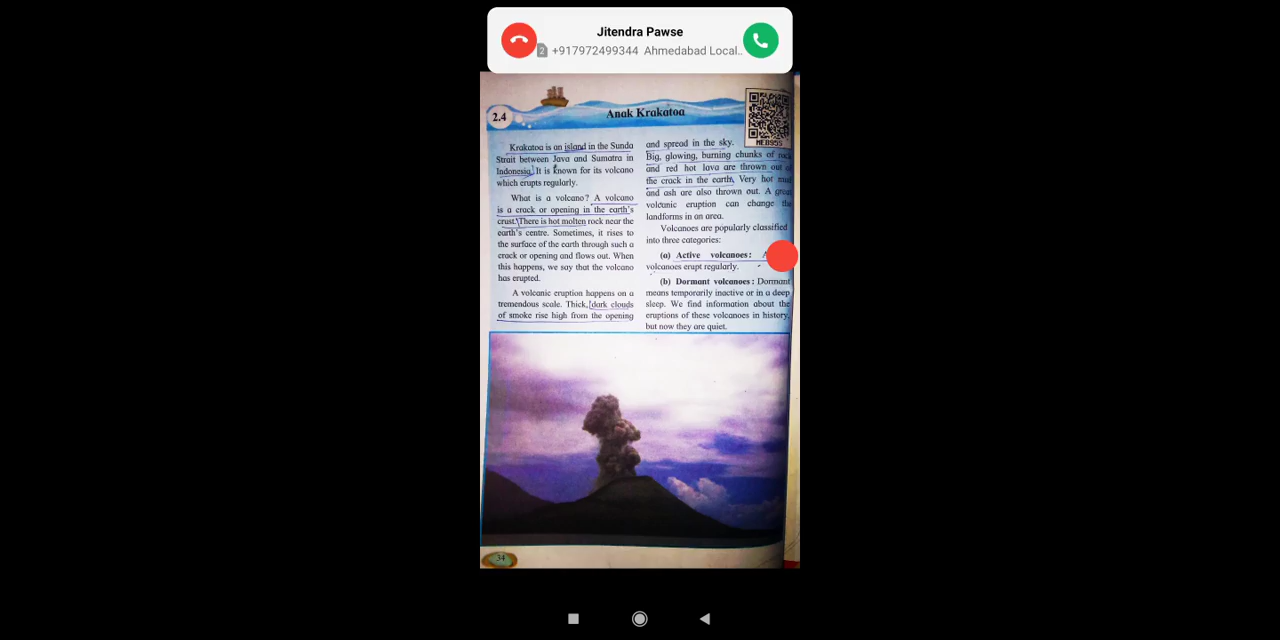 Jitendra Pawse
2 +917972499344 Ahmedabad Local..
2.4
Anak Krakatoa
NEB955
Krakatoa is an island in the Sunda
Strait between Java and Sumatra in
Indonesia. It is known for its volcano
which erupts regularly.
What is a volcano? A volcano
is a crack or opening in the earth's
crust. There is hot molten rock near the
earth's centre. Sometimes, it rises to
the surface of the earth through such a
crack or opening and flows out. When
this happens, we say that the volcano
has erupted.
A volcanic eruption happens on a
tremendous scale. Thick, dark clouds
of smoke rise high from the opening
and spread in the sky.
Big, glowing, burning chunks of rock
and red hot lava are thrown out of
the crack in the earth. Very hot
and ash are also thrown out. A great
volcanic eruption can change the
landforms in an area.
Volcanoes are popularly classified
into three categories:
(a) Active volcanoes:
volcanoes erupt regularly.
(b) Dormant volcanoes: Dormant
means temporarily inactive or in a deep
sleep. We find information about the
eruptions of these volcanoes in history,
but now they are quiet.
34